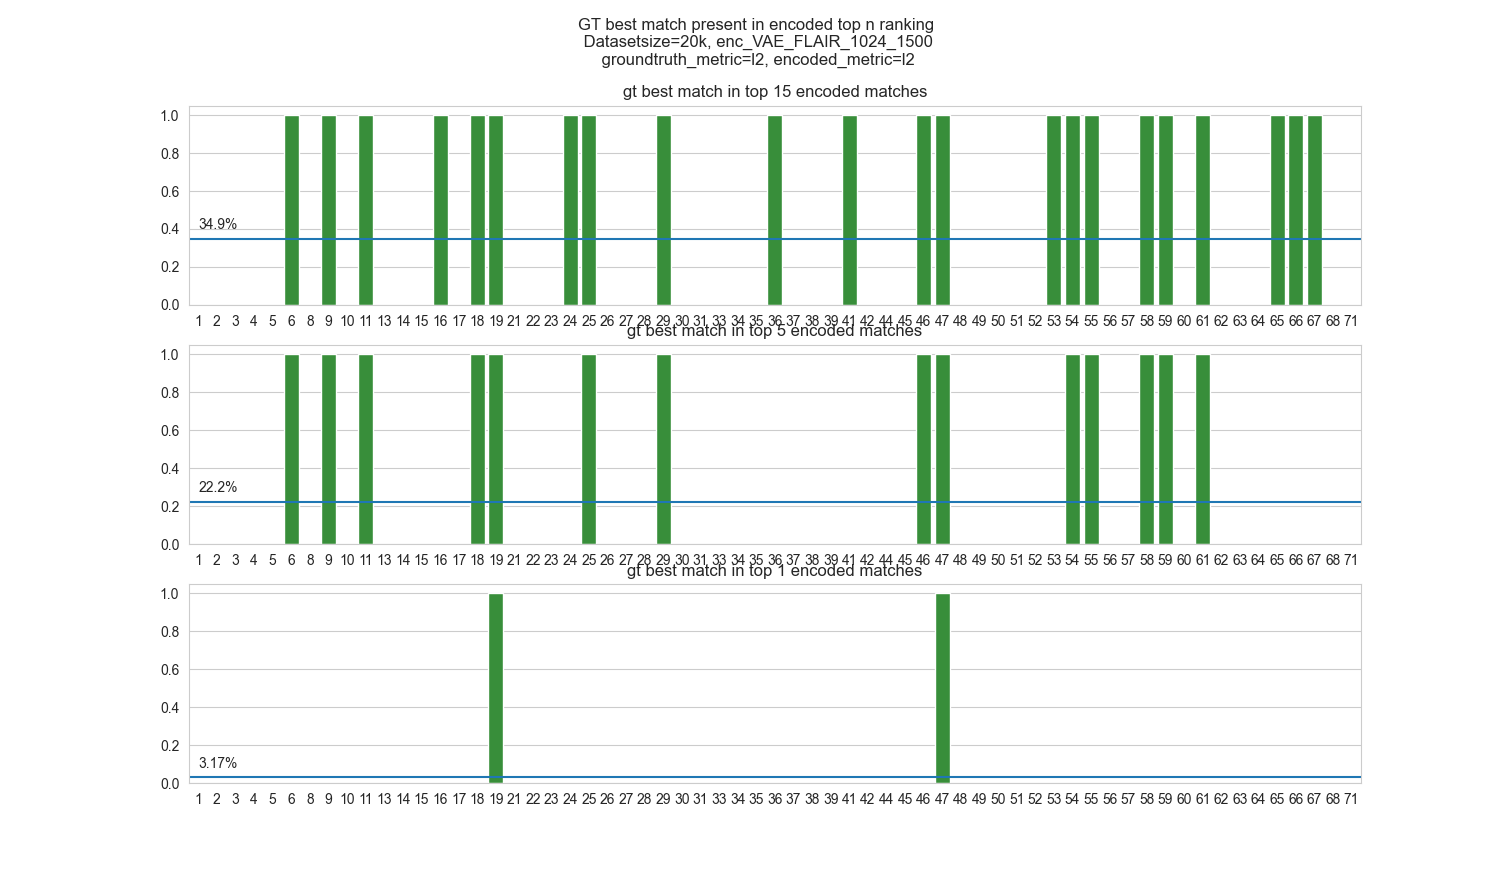 GT best match present in encoded top n ranking
Datasetsize=20k, enc_VAE_FLAIR_1024_1500
groundtruth_metric=l2, encoded_metric=l2
gt best match in top 15 encoded matches
1.0
0.8
0.6
0.4
34.9%
0.2
0.0
1 2 3 4 5 6 8 9 10 11 13 14 15 16 17 18 19 21 22 23 24 25 26 27 28 29 30 31 33 34 35 36 37 38 39 41 42 44 45 46 47 48 49 50 51 52 53 54 55 56 57 58 59 60 61 62 63 64 65 66 67 68 71
gt best match in top 5 encoded matches
1.0
0.8
0.6
0.4
22.2%
0.2
0.0
1 2 3 4 5 6 8 9 10 11 13 14 15 16 17 18 19 21 22 23 24 25 26 27 28 29 30 31 33 34 35 36 37 38 39 41 42 44 45 46 47 48 49 50 51 52 53 54 55 56 57 58 59 60 61 62 63 64 65 66 67 68 71
gt best match in top 1 encoded matches
1.0
0.8
0.6
0.4
0.2
3.17%
0.0
1 2 3 4 5 6 8 9 10 11 13 14 15 16 17 18 19 21 22 23 24 25 26 27 28 29 30 31 33 34 35 36 37 38 39 41 42 44 45 46 47 48 49 50 51 52 53 54 55 56 57 58 59 60 61 62 63 64 65 66 67 68 71